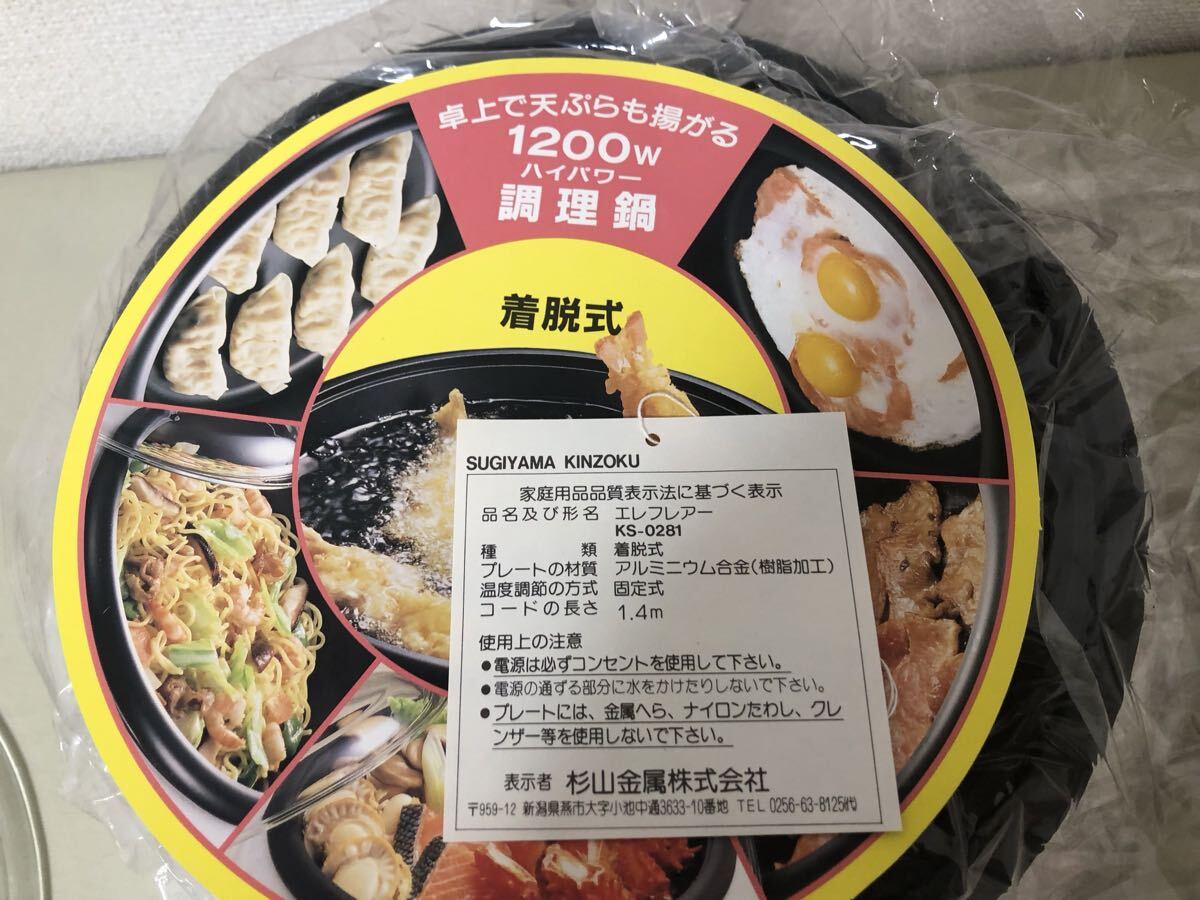 卓上で天ぷらも揚がる
1200W
ハイパワー
調理鍋
着脱式
SUGIYAMA KINZOKU
家庭用品品質表示法に基づく表示
品名及び形名 エレフレアー
KS-0281
種類 着脱式
プレートの材質 アルミニウム合金(樹脂加工)
温度調節の方式 固定式
コードの長さ 1.4m
使用上の注意
●電源は必ずコンセントを使用して下さい。
●電源の通ずる部分に水をかけたりしないで下さい。
●プレートには、金属へら、ナイロンたわし、クレ
ンザー等を使用しないで下さい。
表示者 杉山金属株式会社
〒959-12 新潟県燕市大字小池中通3633-10番地 TEL 0256-63-8125㈹